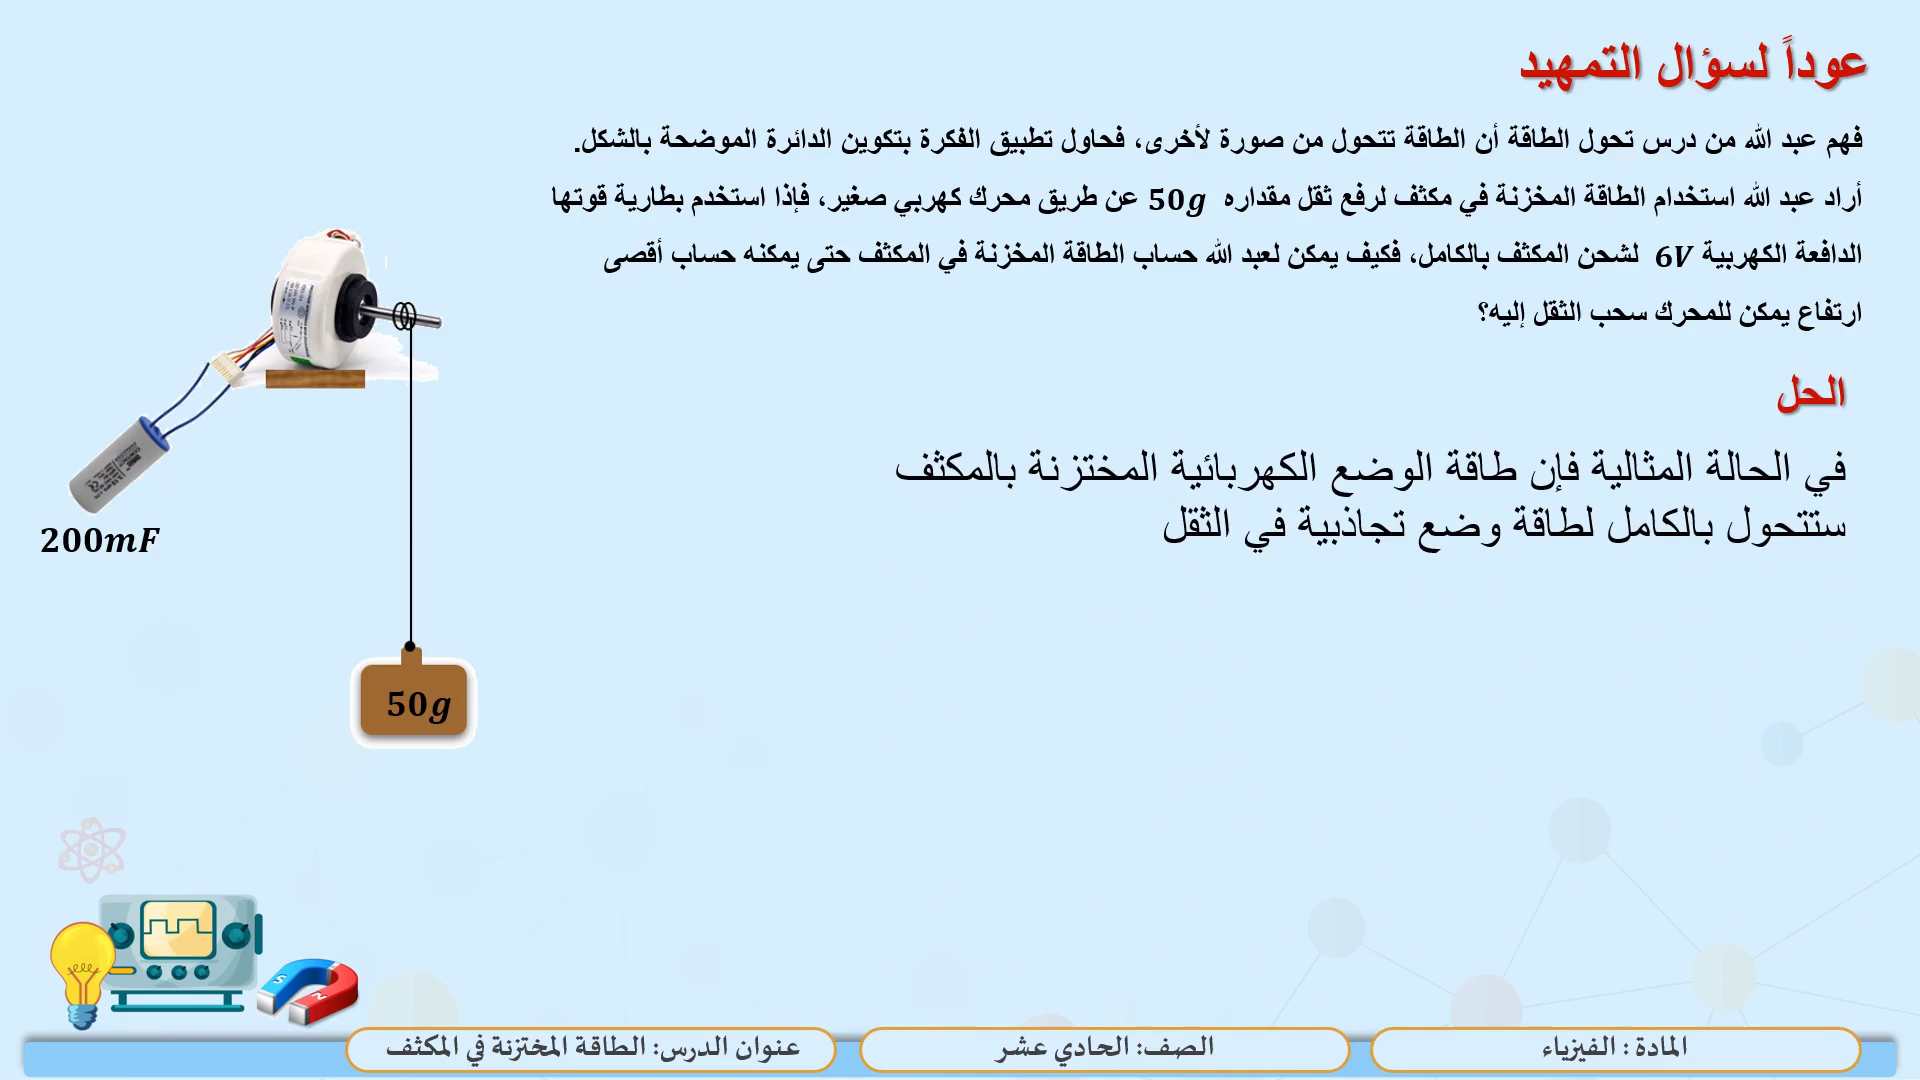 عوداً لسؤال التمهيد
فهم عبد الله من درس تحول الطاقة أن الطاقة تتحول من صورة لأخرى، فحاول تطبيق الفكرة بتكوين الدائرة الموضحة بالشكل.
أراد عبد الله استخدام الطاقة المخزنة في مكثف لرفع ثقل مقداره 50g عن طريق محرك كهربي صغير، فإذا استخدم بطارية قوتها
الدافعة الكهربية 6V لشحن المكثف بالكامل، فكيف يمكن لعبد الله حساب الطاقة المخزنة في المكثف حتى يمكنه حساب أقصى
ارتفاع يمكن للمحرك سحب الثقل إليه؟
الحل
في الحالة المثالية فإن طاقة الوضع الكهربائية المختزنة بالمكثف
ستتحول بالكامل لطاقة وضع تجاذبية في الثقل
200mF
50g
S
N
المادة : الفيزياء
الصف: الحادي عشر
عنوان الدرس: الطاقة المختزنة في المكثف